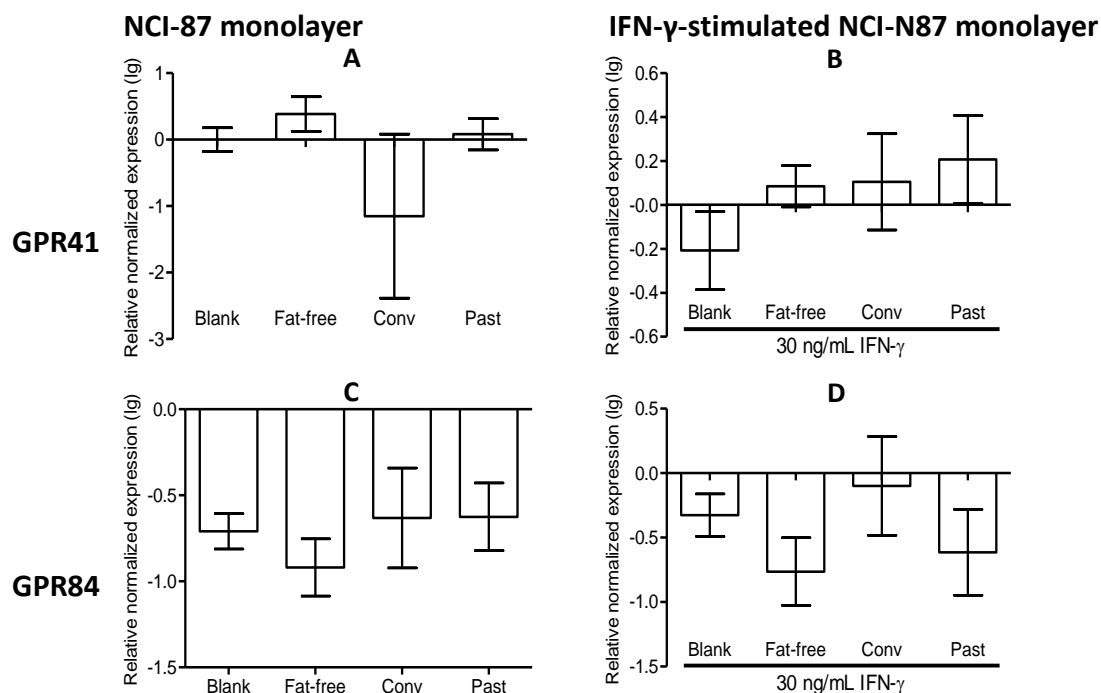 NCI-87 monolayer
IFN-γ-stimulated NCI-N87 monolayer
GPR41
A
Relative normalized expression (lg)
1
0
-1
-2
-3
Blank Fat-free Conv Past
B
Relative normalized expression (lg)
0.6
0.4
0.2
-0.0
-0.2
-0.4
-0.6
Blank Fat-free Conv Past
30 ng/mL IFN-γ
GPR84
C
Relative normalized expression (lg)
0.0
-0.5
-1.0
-1.5
Blank Fat-free Conv Past
D
Relative normalized expression (lg)
0.5
0.0
-0.5
-1.0
-1.5
Blank Fat-free Conv Past
30 ng/mL IFN-γ